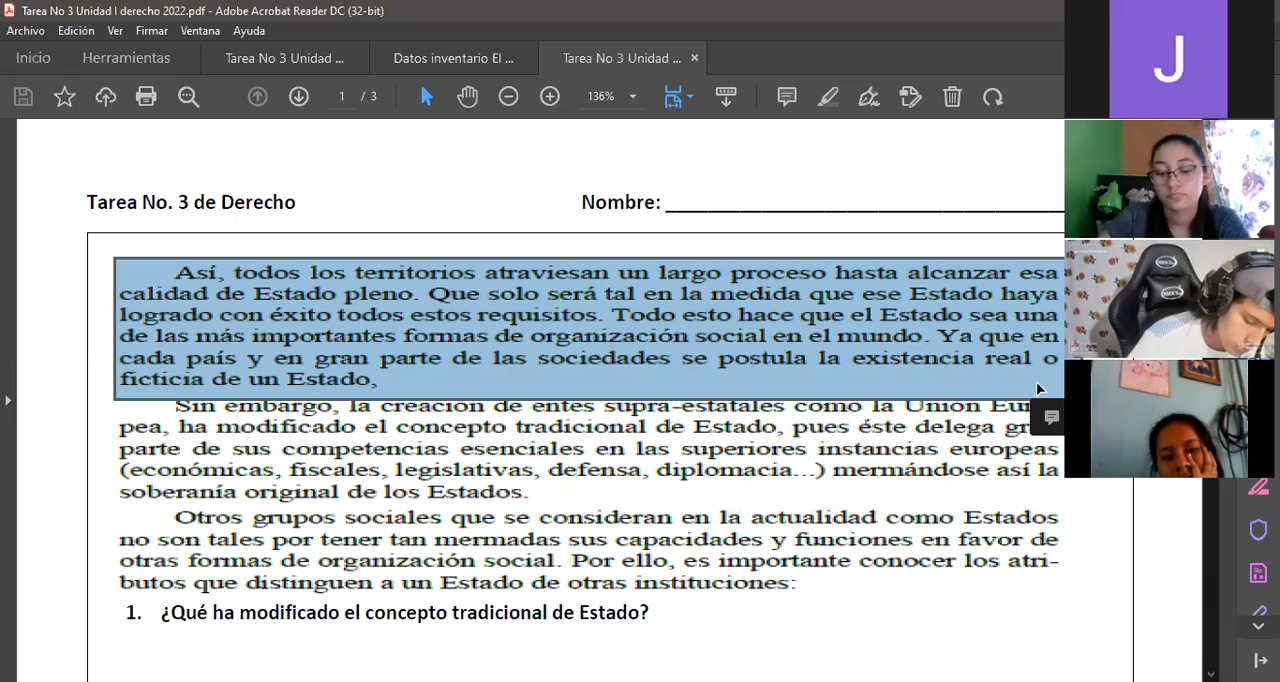 Tarea No 3 Unidad I derecho 2022.pdf - Adobe Acrobat Reader DC (32-bit)
Archivo Edición Ver Firmar Ventana Ayuda
Inicio Herramientas Tarea No 3 Unidad ... Datos inventario El ... Tarea No 3 Unidad ... ×
1 / 3 136%
J
Tarea No. 3 de Derecho Nombre:
Así, todos los territorios atraviesan un largo proceso hasta alcanzar esa
calidad de Estado pleno. Que solo será tal en la medida que ese Estado haya
logrado con éxito todos estos requisitos. Todo esto hace que el Estado sea una
de las más importantes formas de organización social en el mundo. Ya que en
cada país y en gran parte de las sociedades se postula la existencia real o
ficticia de un Estado,
Sin embargo, la creación de entes supra-estatales como la Unión
pea, ha modificado el concepto tradicional de Estado, pues éste delega
parte de sus competencias esenciales en las superiores instancias europeas
(económicas, fiscales, legislativas, defensa, diplomacia...) mermándose así la
soberanía original de los Estados.
Otros grupos sociales que se consideran en la actualidad como Estados
no son tales por tener tan mermadas sus capacidades y funciones en favor de
otras formas de organización social. Por ello, es importante conocer los atri-
butos que distinguen a un Estado de otras instituciones:
1. ¿Qué ha modificado el concepto tradicional de Estado?